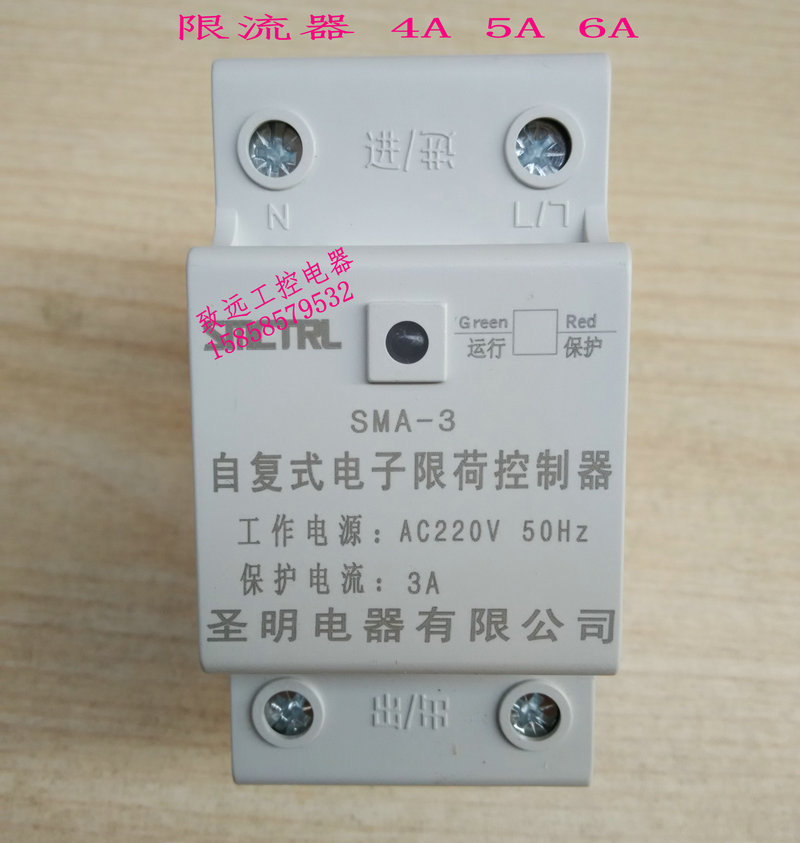 限流器 4A 5A 6A
进/进
N L/L
致远工控电器
15858579532
Green Red
运行 保护
SMA-3
自复式电子限荷控制器
工作电源: AC220V 50Hz
保护电流: 3A
圣明电器有限公司
出/出